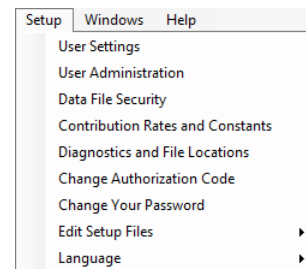 Setup Windows Help
User Settings
User Administration
Data File Security
Contribution Rates and Constants
Diagnostics and File Locations
Change Authorization Code
Change Your Password
Edit Setup Files
Language